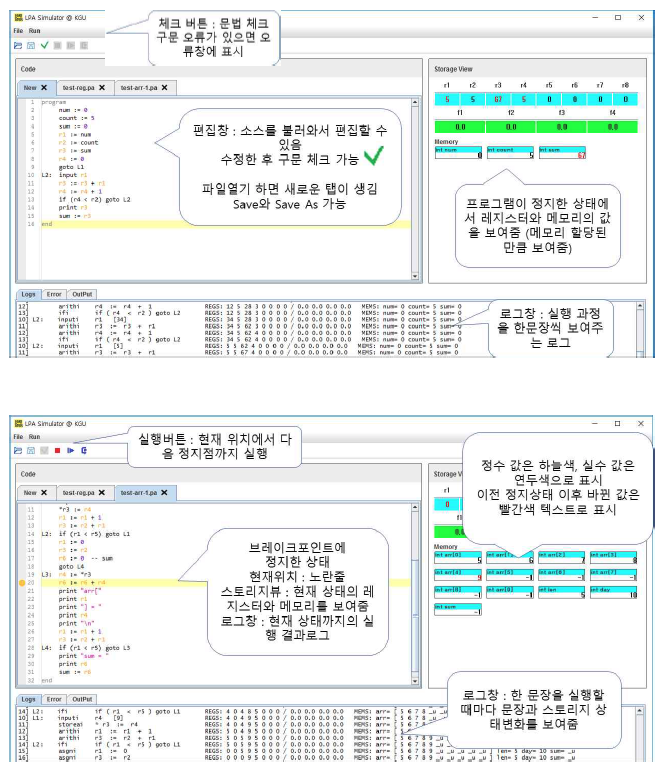 LPA Simulator @ KGU
File Run
체크 버튼 : 문법 체크
구문 오류가 있으면 오
류창에 표시
Code
New test-reg.pa test-arr-1.pa
1 program
2 num := 0
3 count := 5
4 sum := 0
5 r1 := num
6 r2 := count
7 r3 := sum
8 r4 := 0
9 goto L1
10 L2: input r1
11 r3 := r3 + r1
12 r4 := r4 + 1
13 if (r4 < r2) goto L2
14 print r3
15 sum := r3
16 end
편집창 : 소스를 불러와서 편집할 수
있음
수정한 후 구문 체크 가능
파일열기 하면 새로운 탭이 생김
Save와 Save As 가능
Storage View
r1 r2 r3 r4 r5 r6 r7 r8
5 5 67 5 0 0 0 0
f1 f2 f3 f4
0.0 0.0 0.0 0.0
Memory
int num 0 int count 5 int sum 67
프로그램이 정지한 상태에
서 레지스터와 메모리의 값
을 보여줌 (메모리 할당된
만큼 보여줌)
Logs Error OutPut
12] arithi r4 := r4 + 1 REGS: 12 5 28 3 0 0 0 0 / 0.0 0.0 0.0 0.0 MEMS: num= 0 count= 5 sum= 0
13] ifi if ( r4 < r2 ) goto L2 REGS: 12 5 28 3 0 0 0 0 / 0.0 0.0 0.0 0.0 MEMS: num= 0 count= 5 sum= 0
10] L2: inputi r1 [34] REGS: 34 5 28 3 0 0 0 0 / 0.0 0.0 0.0 0.0 MEMS: num= 0 count= 5 sum= 0
11] arithi r3 := r3 + r1 REGS: 34 5 62 3 0 0 0 0 / 0.0 0.0 0.0 0.0 MEMS: num= 0 count= 5 sum= 0
12] arithi r4 := r4 + 1 REGS: 34 5 62 4 0 0 0 0 / 0.0 0.0 0.0 0.0 MEMS: num= 0 count= 5 sum= 0
13] ifi if ( r4 < r2 ) goto L2 REGS: 34 5 62 4 0 0 0 0 / 0.0 0.0 0.0 0.0 MEMS: num= 0 count= 5 sum= 0
10] L2: inputi r1 [5] REGS: 5 5 62 4 0 0 0 0 / 0.0 0.0 0.0 0.0 MEMS: num= 0 count= 5 sum= 0
11] arithi r3 := r3 + r1 REGS: 5 5 67 4 0 0 0 0 / 0.0 0.0 0.0 0.0 MEMS: num= 0 count= 5 sum= 0
로그창 : 실행 과정
을 한문장씩 보여주
는 로그
LPA Simulator @ KGU
File Run
실행버튼 : 현재 위치에서 다
음 정지점까지 실행
Code
New test-reg.pa test-arr-1.pa
11 *r3 := r4
12 r1 := r1 + 1
13 r3 := r2 + r1
14 L2: if (r1 < r5) goto L1
15 r1 := 0
16 r3 := r2
17 r6 := 0 -- sum
18 goto L4
19 L3: r4 := *r3
20 r6 := r6 + r4
21 print "arr["
22 print r1
23 print "] = "
24 print r4
25 print "\n"
26 r1 := r1 + 1
27 r3 := r2 + r1
28 L4: if (r1 < r5) goto L3
29 print "sum = "
30 print r6
31 sum := r6
32 end
브레이크포인트에
정지한 상태
현재위치 : 노란줄
스토리지뷰 : 현재 상태의 레
지스터와 메모리를 보여줌
로그창 : 현재 상태까지의 실
행 결과로그
정수 값은 하늘색, 실수 값은
연두색으로 표시
이전 정지상태 이후 바뀐 값은
빨간색 텍스트로 표시
Storage V
r1
0
f1
0.0
Memory
int arr[0] 5 int arr[1] 6 int arr[2] 7 int arr[3] 8
int arr[4] 9 int arr[5] -1 int arr[6] -1 int arr[7] -1
int arr[8] -1 int arr[9] -1 int len 5 int day 10
int sum -1
Logs Error OutPut
14] L2: ifi if ( r1 < r5 ) goto L1 REGS: 4 0 4 8 5 0 0 0 / 0.0 0.0 0.0 0.0 MEMS: arr= [ 5 6 7 8 _u _u
10] L1: inputi r4 [9] REGS: 4 0 4 9 5 0 0 0 / 0.0 0.0 0.0 0.0 MEMS: arr= [ 5 6 7 8 _u
11] storeai * r3 := r4 REGS: 4 0 4 9 5 0 0 0 / 0.0 0.0 0.0 0.0 MEMS: arr= [ 5 6 7 8
12] arithi r1 := r1 + 1 REGS: 5 0 4 9 5 0 0 0 / 0.0 0.0 0.0 0.0 MEMS: arr= [ 5 6 7 8
13] arithi r3 := r2 + r1 REGS: 5 0 5 9 5 0 0 0 / 0.0 0.0 0.0 0.0 MEMS: arr= [ 5 6 7 8 9 _u
14] L2: ifi if ( r1 < r5 ) goto L1 REGS: 5 0 5 9 5 0 0 0 / 0.0 0.0 0.0 0.0 MEMS: arr= [ 5 6 7 8 9 _u _u
15] asgni r1 := 0 REGS: 0 0 5 9 5 0 0 0 / 0.0 0.0 0.0 0.0 MEMS: arr= [ 5 6 7 8 9 _u _u _u _u _u ] len= 5 day= 10 sum= _u
16] asgni r3 := r2 REGS: 0 0 0 9 5 0 0 0 / 0.0 0.0 0.0 0.0 MEMS: arr= [ 5 6 7 8 9 _u _u _u _u _u ] len= 5 day= 10 sum= _u
로그창 : 한 문장을 실행할
때마다 문장과 스토리지 상
태변화를 보여줌